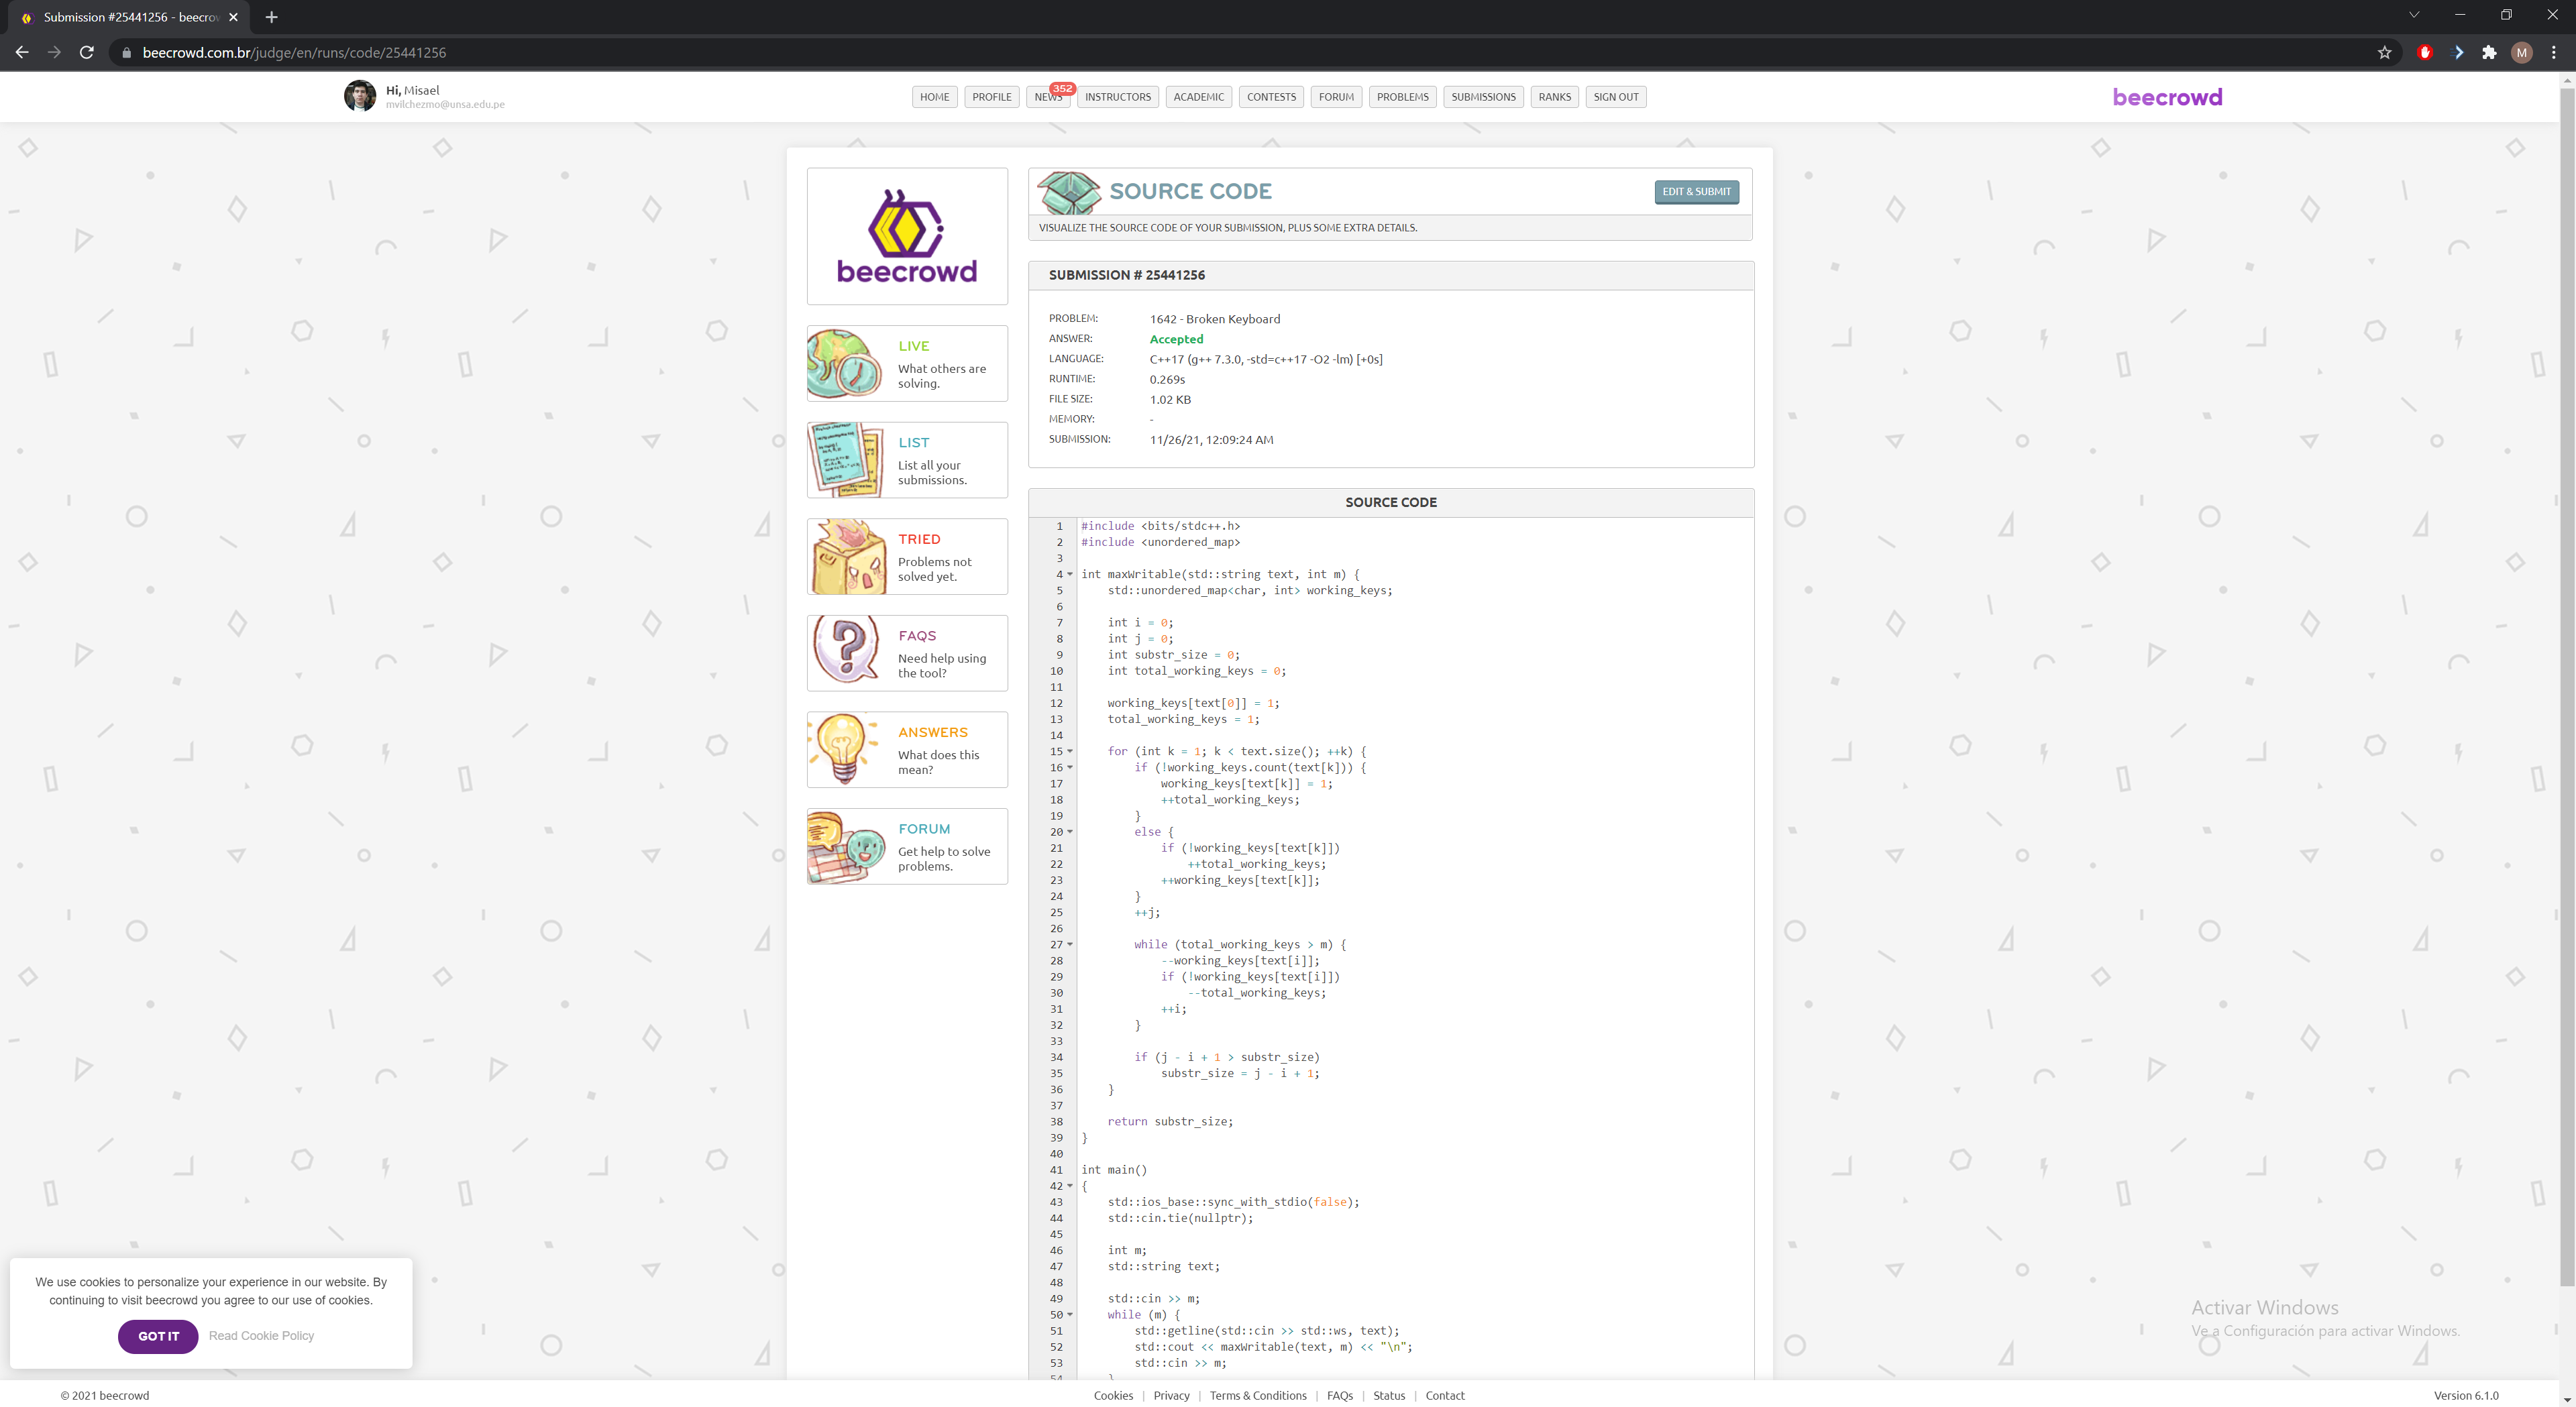 Submission #25441256 - beecrow
beecrowd.com.br/judge/en/runs/code/25441256
M
Hi, Misael
mvilchezmo@unsa.edu.pe
HOME
PROFILE
NEWS
352
INSTRUCTORS
ACADEMIC
CONTESTS
FORUM
PROBLEMS
SUBMISSIONS
RANKS
SIGN OUT
beecrowd
beecrowd
LIVE
What others are
solving.
LIST
List all your
submissions.
TRIED
Problems not
solved yet.
FAQS
Need help using
the tool?
ANSWERS
What does this
mean?
FORUM
Get help to solve
problems.
SOURCE CODE
EDIT & SUBMIT
VISUALIZE THE SOURCE CODE OF YOUR SUBMISSION, PLUS SOME EXTRA DETAILS.
SUBMISSION # 25441256
PROBLEM: 1642 - Broken Keyboard
ANSWER: Accepted
LANGUAGE: C++17 (g++ 7.3.0, -std=c++17 -O2 -lm) [+0s]
RUNTIME: 0.269s
FILE SIZE: 1.02 KB
MEMORY: -
SUBMISSION: 11/26/21, 12:09:24 AM
SOURCE CODE
1 #include <bits/stdc++.h>
2 #include <unordered_map>
3
4 int maxWritable(std::string text, int m) {
5     std::unordered_map<char, int> working_keys;
6
7     int i = 0;
8     int j = 0;
9     int substr_size = 0;
10     int total_working_keys = 0;
11
12     working_keys[text[0]] = 1;
13     total_working_keys = 1;
14
15     for (int k = 1; k < text.size(); ++k) {
16         if (!working_keys.count(text[k])) {
17             working_keys[text[k]] = 1;
18             ++total_working_keys;
19         }
20         else {
21             if (!working_keys[text[k]])
22                 ++total_working_keys;
23             ++working_keys[text[k]];
24         }
25         ++j;
26
27         while (total_working_keys > m) {
28             --working_keys[text[i]];
29             if (!working_keys[text[i]])
30                 --total_working_keys;
31             ++i;
32         }
33
34         if (j - i + 1 > substr_size)
35             substr_size = j - i + 1;
36     }
37
38     return substr_size;
39 }
40
41 int main()
42 {
43     std::ios_base::sync_with_stdio(false);
44     std::cin.tie(nullptr);
45
46     int m;
47     std::string text;
48
49     std::cin >> m;
50     while (m) {
51         std::getline(std::cin >> std::ws, text);
52         std::cout << maxWritable(text, m) << "\n";
53         std::cin >> m;
54     }
We use cookies to personalize your experience in our website. By
continuing to visit beecrowd you agree to our use of cookies.
GOT IT
Read Cookie Policy
Activar Windows
Ve a Configuración para activar Windows.
© 2021 beecrowd
Cookies | Privacy | Terms & Conditions | FAQs | Status | Contact
Version 6.1.0